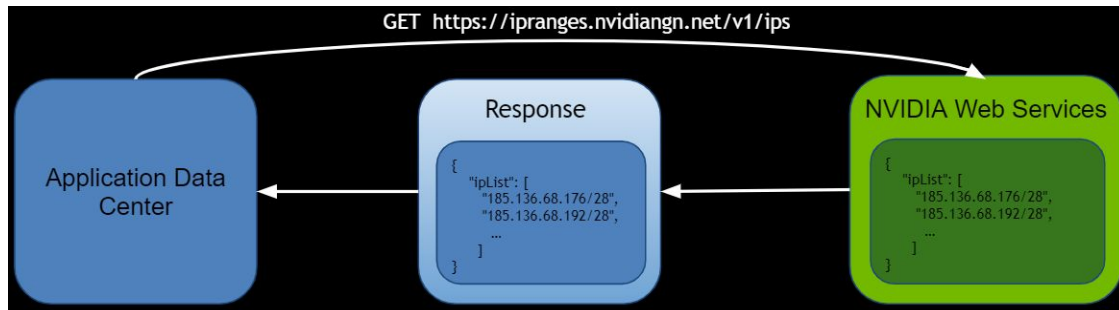 GET https://ipranges.nvidiangn.net/v1/ips
Application Data
Center
Response
{
"ipList": [
"185.136.68.176/28",
"185.136.68.192/28",
...
]
}
NVIDIA Web Services
{
"ipList": [
"185.136.68.176/28",
"185.136.68.192/28",
...
]
}